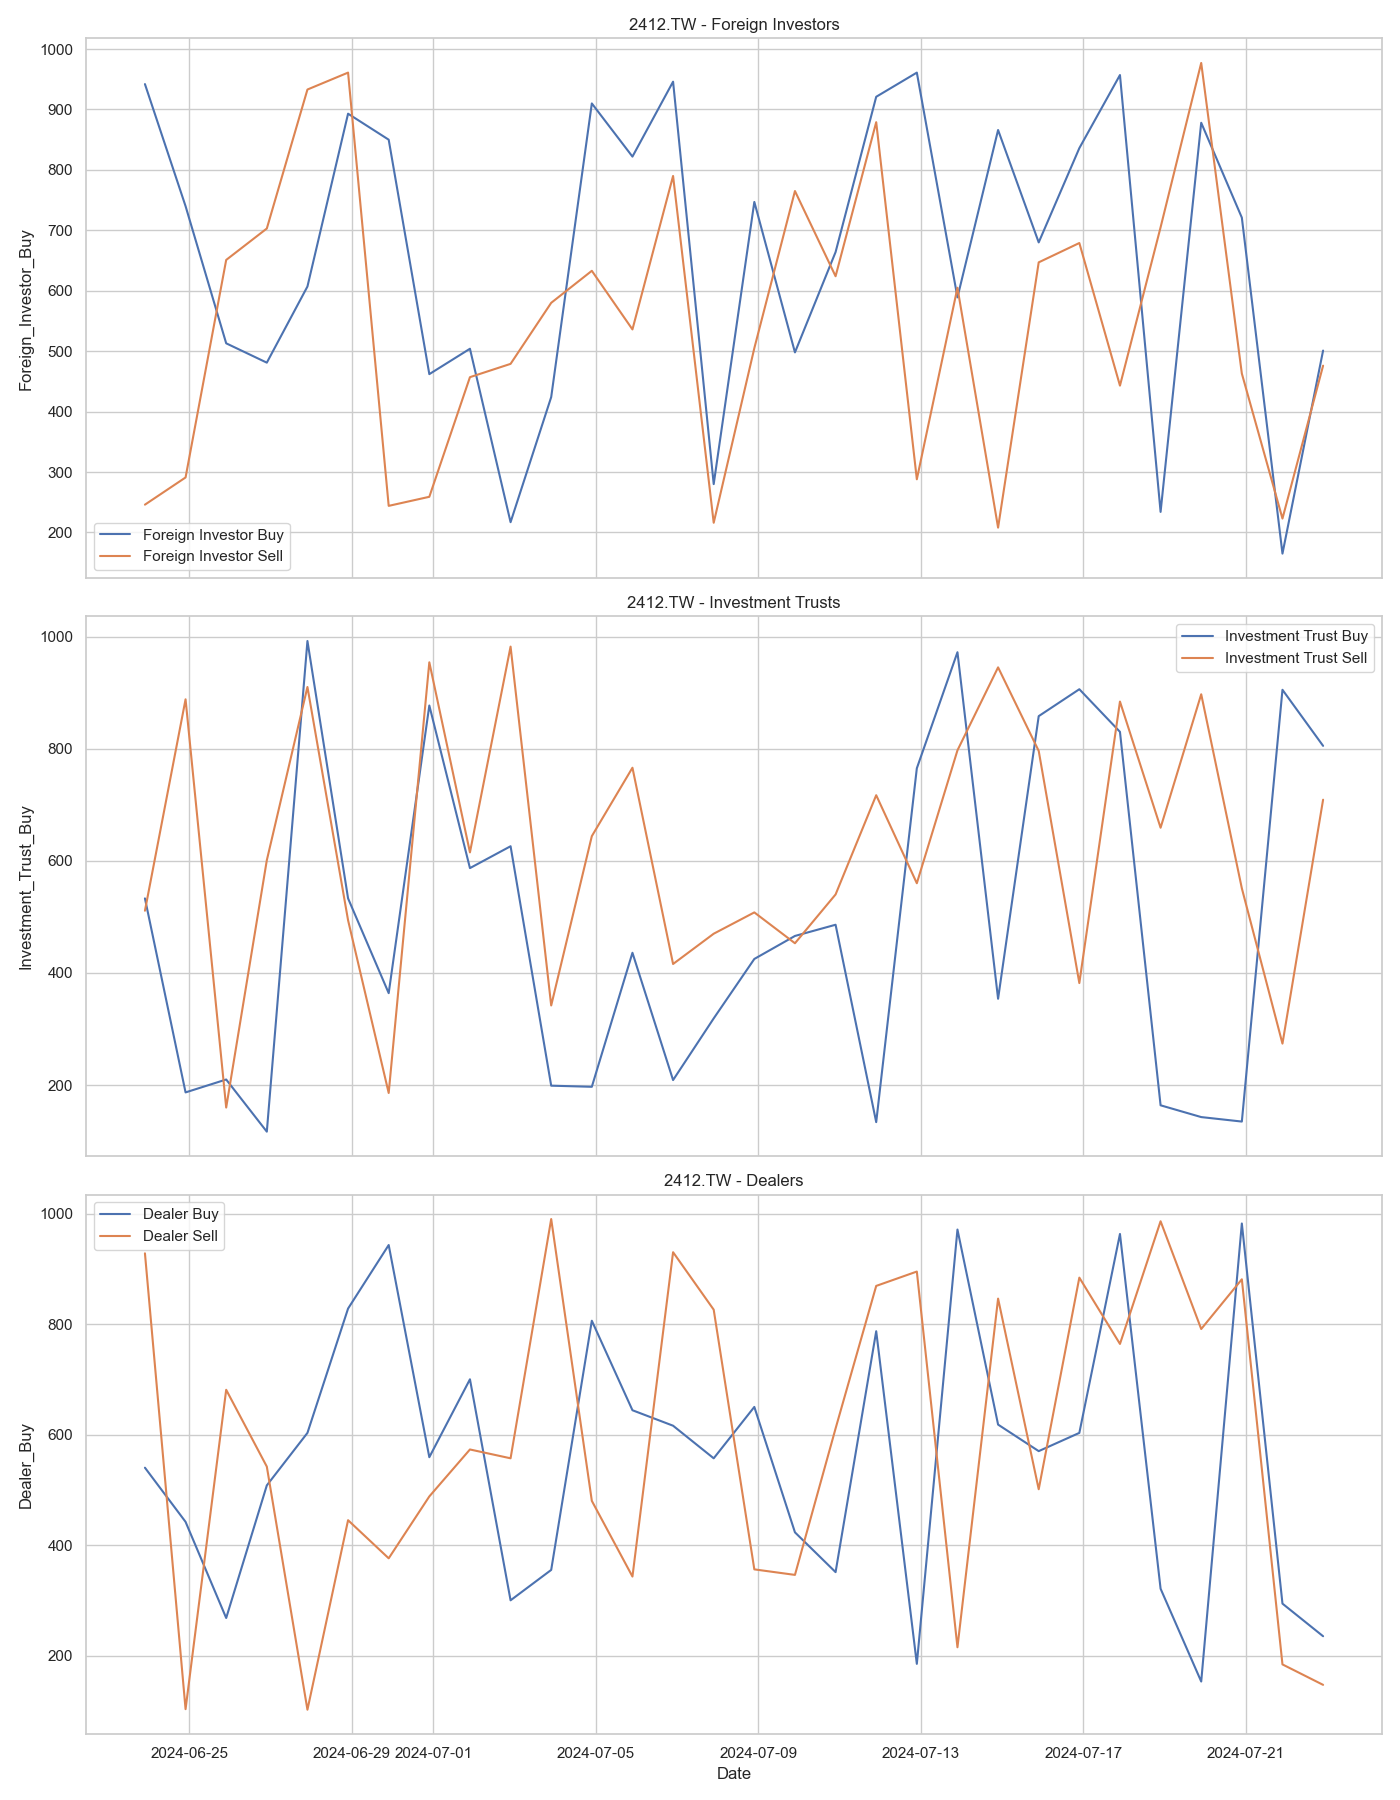 2412.TW - Foreign Investors
1000
900
800
700
600
500
400
300
200
Foreign_Investor_Buy
Foreign Investor Buy
Foreign Investor Sell
2412.TW - Investment Trusts
1000
800
600
400
200
Investment_Trust_Buy
Investment Trust Buy
Investment Trust Sell
2412.TW - Dealers
1000
800
600
400
200
Dealer_Buy
Dealer Buy
Dealer Sell
2024-06-25 2024-06-29 2024-07-01 2024-07-05 2024-07-09 2024-07-13 2024-07-17 2024-07-21
Date